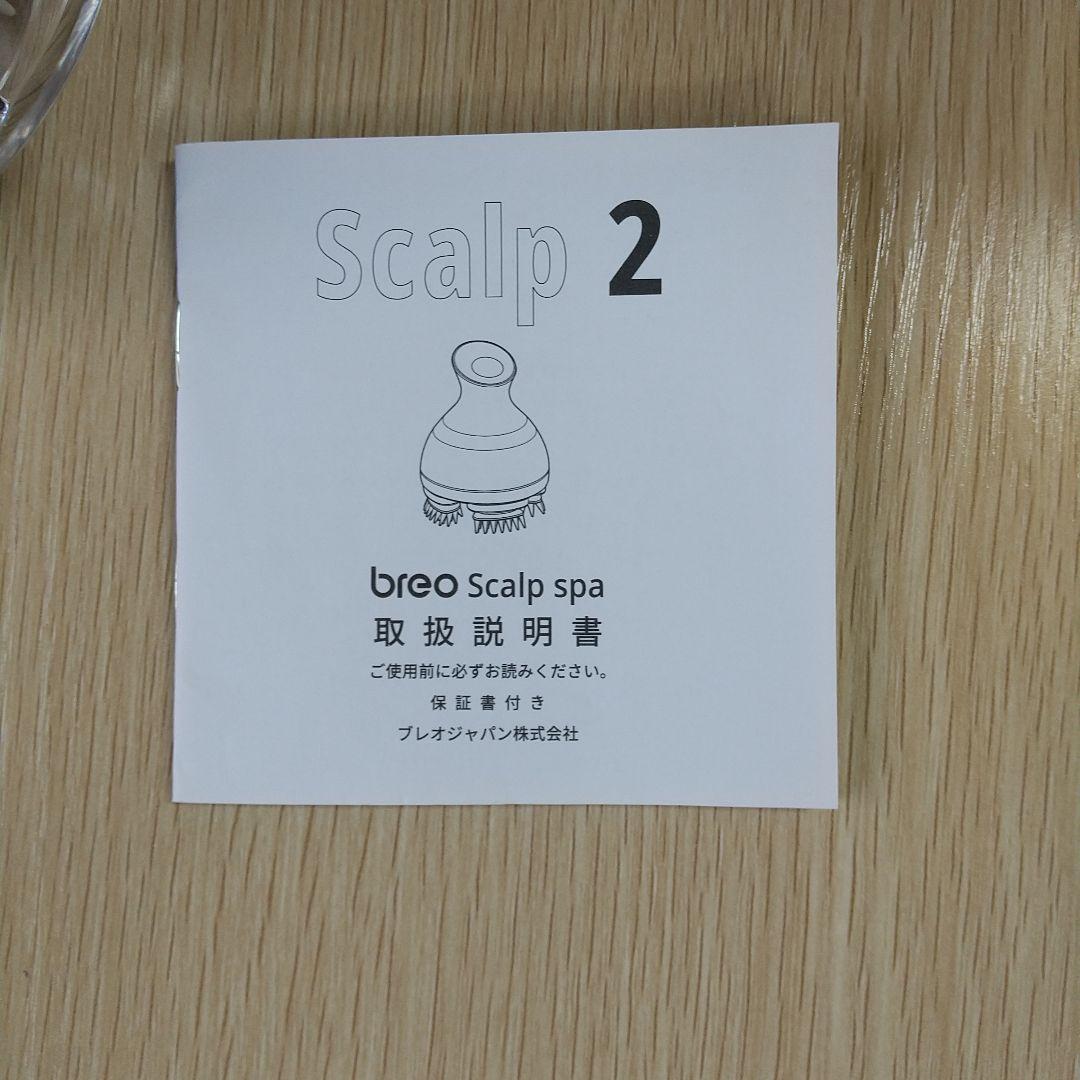 Scalp 2
breo Scalp spa
取扱説明書
ご使用前に必ずお読みください。
保証書付き
ブレオジャパン株式会社